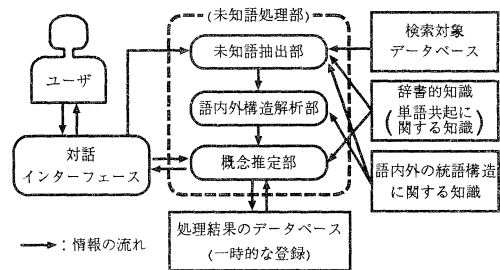 (未知語処理部)
未知語抽出部
語内外構造解析部
概念推定部
ユーザ
対話
インターフェース
検索対象
データベース
辞書的知識
(単語共起に
関する知識)
語内外の統語構造
に関する知識
処理結果のデータベース
(一時的な登録)
→:情報の流れ